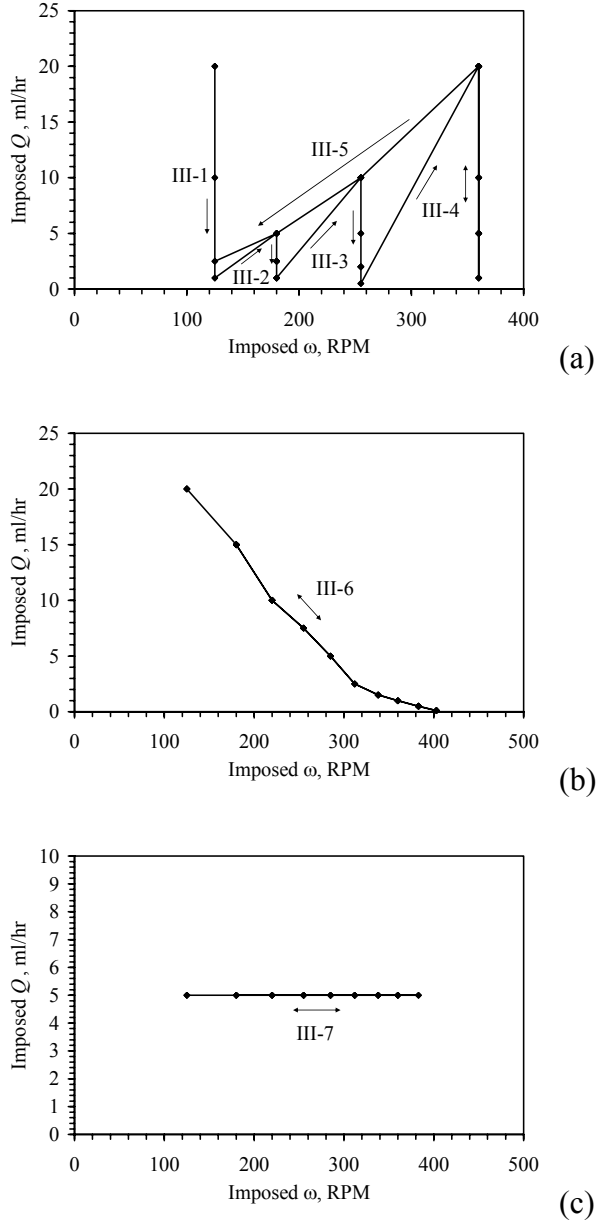 25
20
15
10
5
0
Imposed Q, ml/hr
III-1
III-5
III-2
III-3
III-4
0 100 200 300 400
Imposed ω, RPM
(a)
25
20
15
10
5
0
Imposed Q, ml/hr
III-6
0 100 200 300 400 500
Imposed ω, RPM
(b)
10
9
8
7
6
5
4
3
2
1
0
Imposed Q, ml/hr
III-7
0 100 200 300 400 500
Imposed ω, RPM
(c)